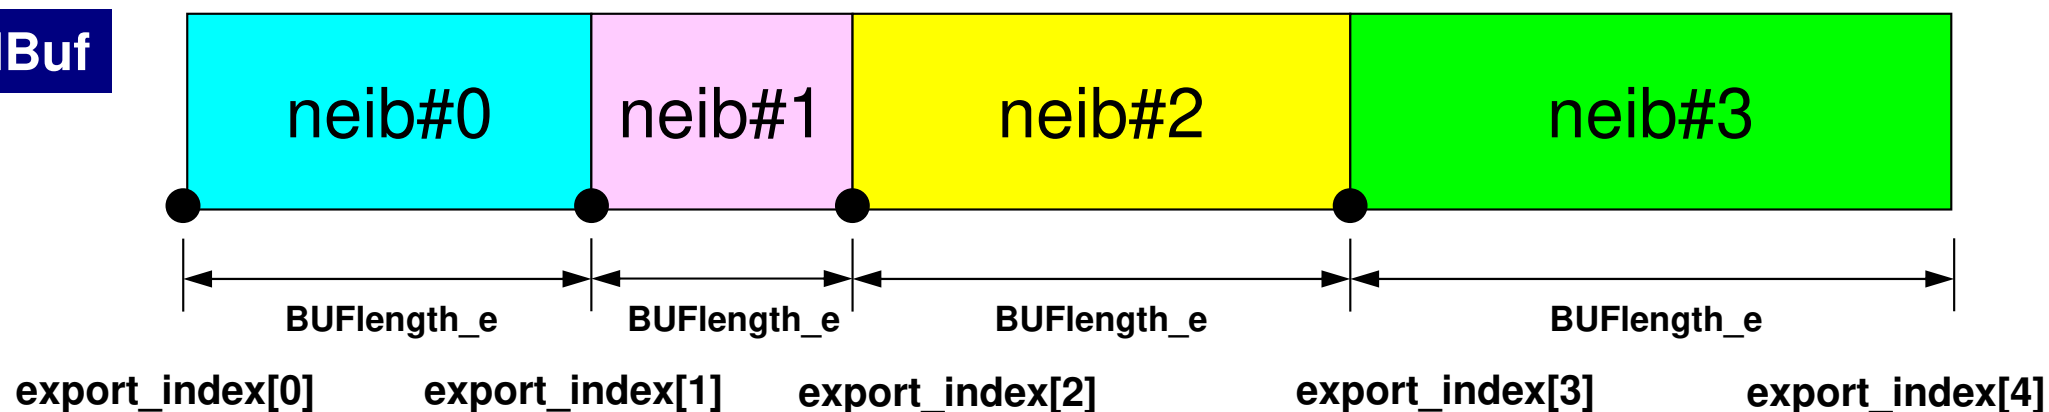 Buf
neib#0 neib#1 neib#2 neib#3
BUFlength_e BUFlength_e BUFlength_e BUFlength_e
export_index[0] export_index[1] export_index[2] export_index[3] export_index[4]